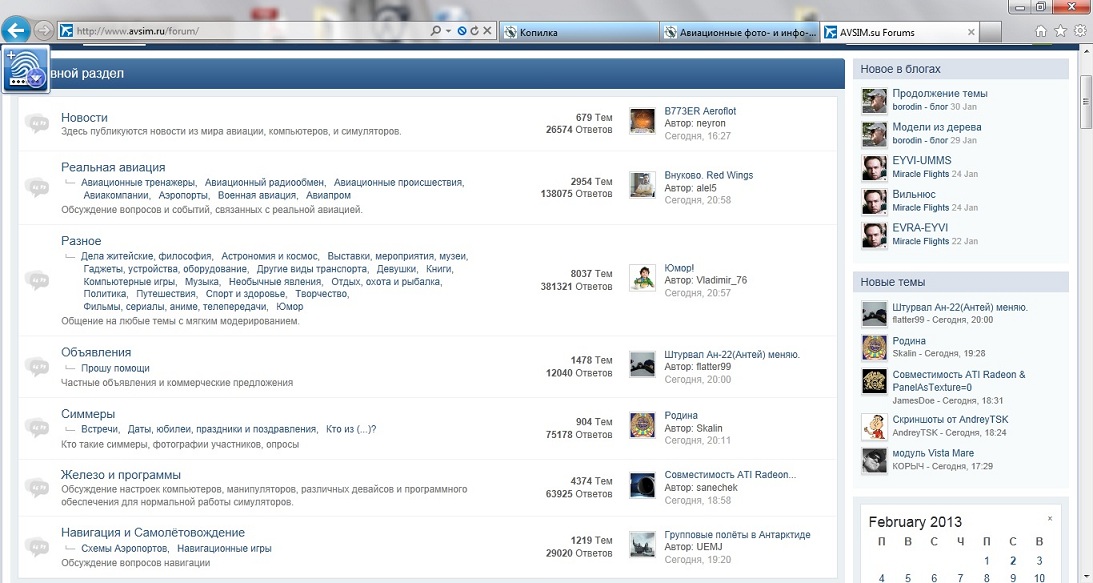 http://www.avsim.ru/forum/
Копилка
Авиационные фото- и инфо-...
AVSIM.su Forums
вной раздел
Новости
Здесь публикуются новости из мира авиации, компьютеров, и симуляторов.
679 Тем
26574 Ответов
B773ER Aeroflot
Автор: neyron
Сегодня, 16:27
Реальная авиация
Авиационные тренажеры, Авиационный радиообмен, Авиационные происшествия,
Авиакомпании, Аэропорты, Военная авиация, Авиапром
Обсуждение вопросов и событий, связанных с реальной авиацией.
2954 Тем
138075 Ответов
Внуково. Red Wings
Автор: alel5
Сегодня, 20:58
Разное
Дела житейские, философия, Астрономия и космос, Выставки, мероприятия, музеи,
Гаджеты, устройства, оборудование, Другие виды транспорта, Девушки, Книги,
Компьютерные игры, Музыка, Необычные явления, Отдых, охота и рыбалка,
Политика, Путешествия, Спорт и здоровье, Творчество,
Фильмы, сериалы, аниме, телепередачи, Юмор
Общение на любые темы с мягким модерированием.
8037 Тем
381321 Ответов
Юмор!
Автор: Vladimir_76
Сегодня, 20:57
Объявления
Прошу помощи
Частные объявления и коммерческие предложения
1478 Тем
12040 Ответов
Штурвал Ан-22(Антей) меняю.
Автор: flatter99
Сегодня, 20:00
Симмеры
Встречи, Даты, юбилеи, праздники и поздравления, Кто из (...)?
Кто такие симмеры, фотографии участников, опросы
904 Тем
75178 Ответов
Родина
Автор: Skalin
Сегодня, 20:11
Железо и программы
Обсуждение настроек компьютеров, манипуляторов, различных девайсов и программного
обеспечения для нормальной работы симуляторов.
4374 Тем
63925 Ответов
Совместимость ATI Radeon...
Автор: sanechek
Сегодня, 18:58
Навигация и Самолётовождение
Схемы Аэропортов, Навигационные игры
Обсуждение вопросов навигации
1219 Тем
29020 Ответов
Групповые полёты в Антарктиде
Автор: UEMJ
Сегодня, 19:20
Новое в блогах
Продолжение темы
borodin - блог 30 Jan
Модели из дерева
borodin - блог 29 Jan
EYVI-UMMS
Miracle Flights 24 Jan
Вильнюс
Miracle Flights 24 Jan
EVRA-EYVI
Miracle Flights 22 Jan
Новые темы
Штурвал Ан-22(Антей) меняю.
flatter99 - Сегодня, 20:00
Родина
Skalin - Сегодня, 19:28
Совместимость ATI Radeon &
PanelAsTexture=0
JamesDoe - Сегодня, 18:31
Скриншоты от AndreyTSK
AndreyTSK - Сегодня, 18:24
модуль Vista Mare
КОРЫЧ - Сегодня, 17:29
February 2013
П В С Ч П С В
1 2 3
4 5 6 7 8 9 10